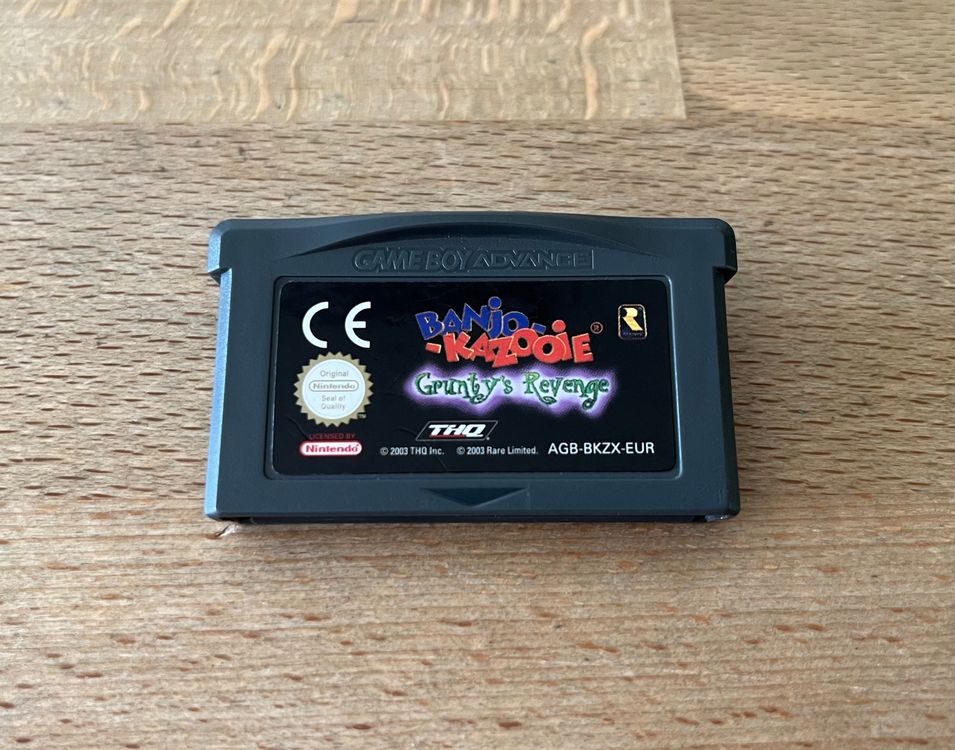 GAME BOY ADVANCE
CE
BANJO-
-KAZOOIE®
R
Grunty's Revenge
Original
Nintendo
Seal of
Quality
TM
LICENSED BY
Nintendo
THQ
© 2003 THQ Inc. © 2003 Rare Limited. AGB-BKZX-EUR